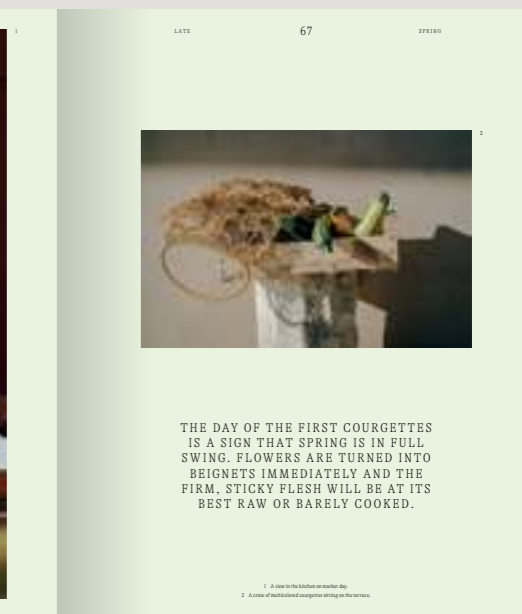 1
LATE 67 SPRING
2
THE DAY OF THE FIRST COURGETTES
IS A SIGN THAT SPRING IS IN FULL
SWING. FLOWERS ARE TURNED INTO
BEIGNETS IMMEDIATELY AND THE
FIRM, STICKY FLESH WILL BE AT ITS
BEST RAW OR BARELY COOKED.
1 A view in the kitchen on market day.
2 A crate of multicolored courgettes sitting on the terrace.